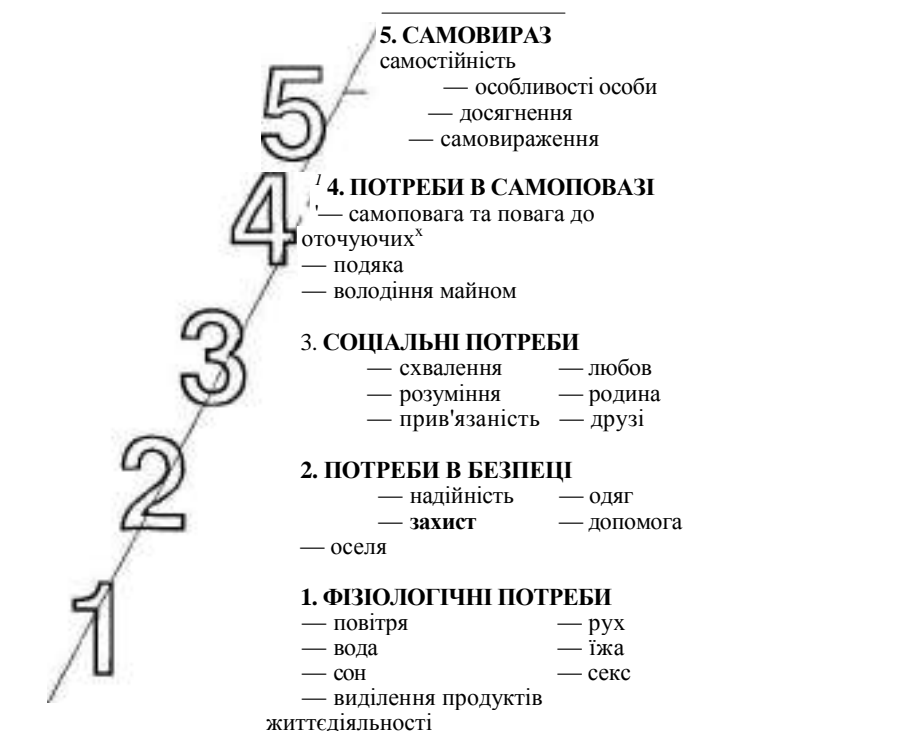 5. САМОВИРАЗ
самостійність
— особливості особи
— досягнення
— самовираження
5
4
¹ 4. ПОТРЕБИ В САМОПОВАЗІ
'— самоповага та повага до
оточуючихˣ
— подяка
— володіння майном
3
3. СОЦІАЛЬНІ ПОТРЕБИ
— схвалення — любов
— розуміння — родина
— прив'язаність — друзі
2
2. ПОТРЕБИ В БЕЗПЕЦІ
— надійність — одяг
— захист — допомога
— оселя
1
1. ФІЗІОЛОГІЧНІ ПОТРЕБИ
— повітря — рух
— вода — їжа
— сон — секс
— виділення продуктів
життєдіяльності